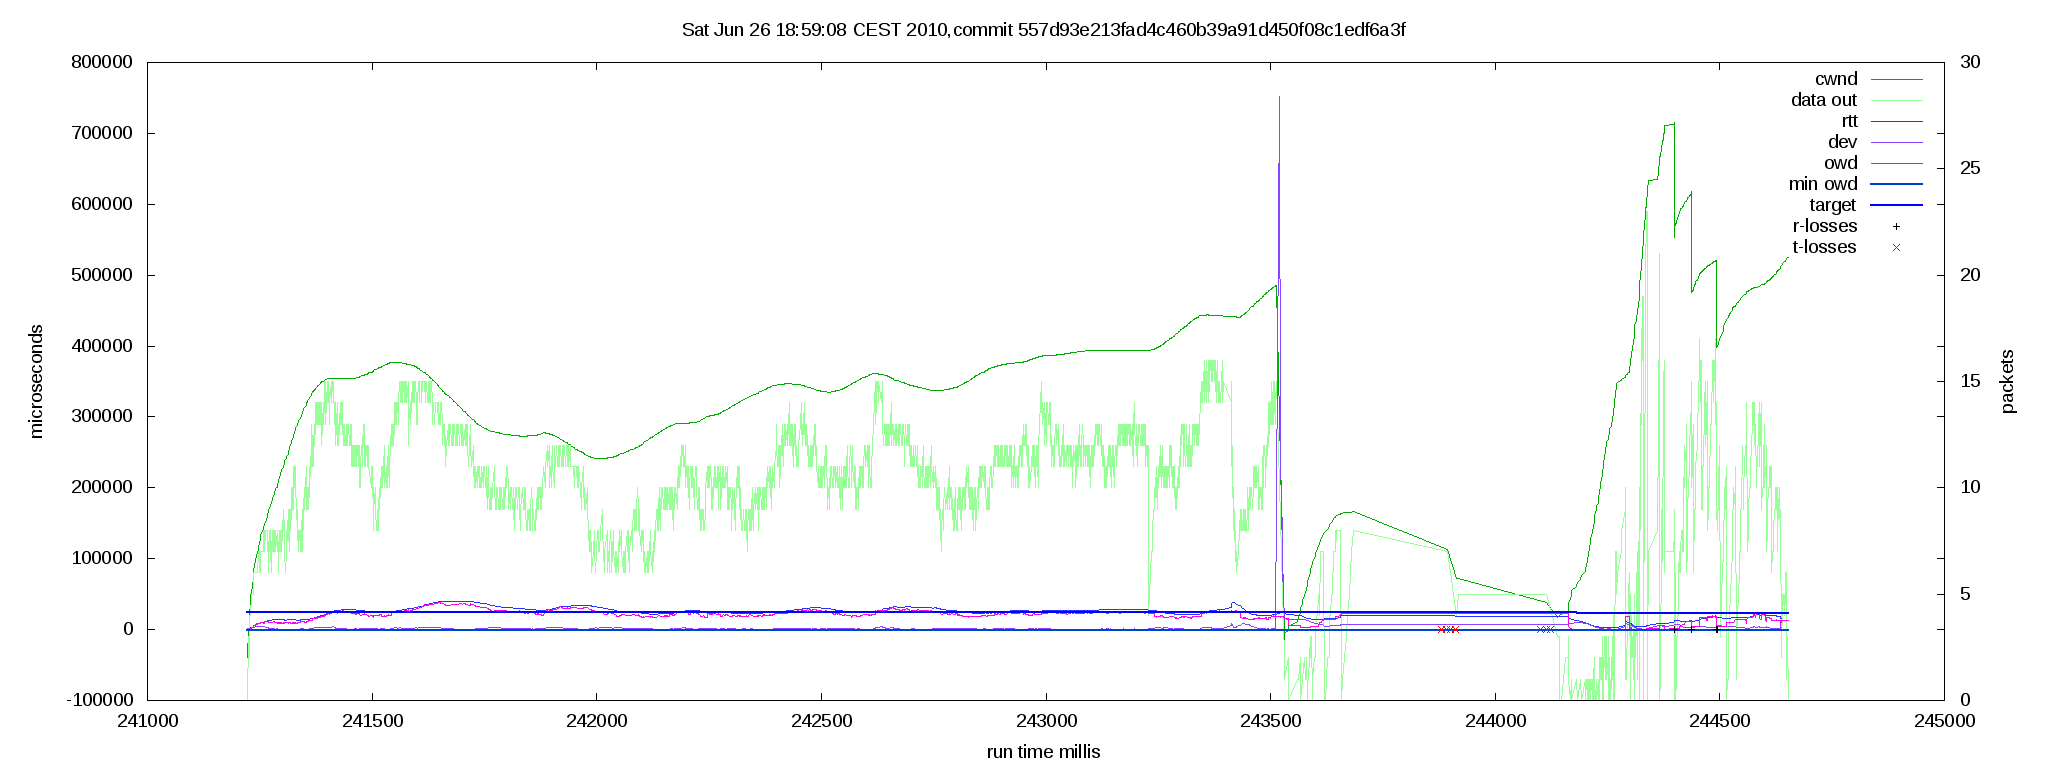 Sat Jun 26 18:59:08 CEST 2010, commit 557d93e213fad4c460b39a91d450f08c1edf6a3f
800000
700000
600000
500000
400000
300000
200000
100000
0
-100000
microseconds
30
25
20
15
10
5
0
packets
cwnd
data out
rtt
dev
owd
min owd
target
r-losses
t-losses
241000
241500
242000
242500
243000
243500
244000
244500
245000
run time millis